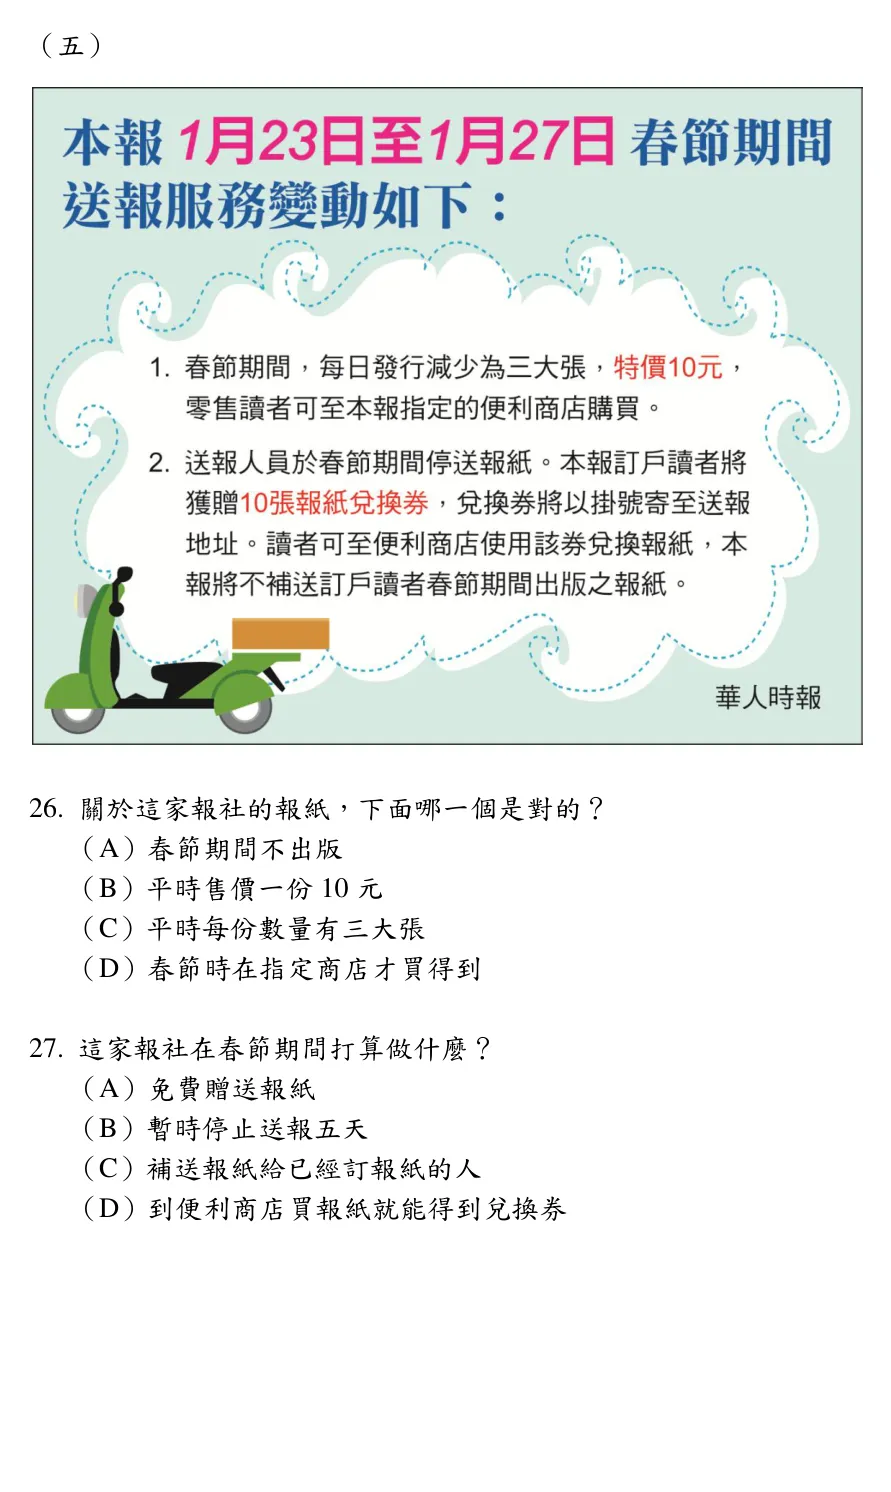 （五）
本報 1月23日至1月27日 春節期間
送報服務變動如下：
1. 春節期間，每日發行減少為三大張，特價10元，
零售讀者可至本報指定的便利商店購買。
2. 送報人員於春節期間停送報紙。本報訂戶讀者將
獲贈10張報紙兌換券，兌換券將以掛號寄至送報
地址。讀者可至便利商店使用該券兌換報紙，本
報將不補送訂戶讀者春節期間出版之報紙。
華人時報
26. 關於這家報社的報紙，下面哪一個是對的？
（A）春節期間不出版
（B）平時售價一份 10 元
（C）平時每份數量有三大張
（D）春節時在指定商店才買得到
27. 這家報社在春節期間打算做什麼？
（A）免費贈送報紙
（B）暫時停止送報五天
（C）補送報紙給已經訂報紙的人
（D）到便利商店買報紙就能得到兌換券